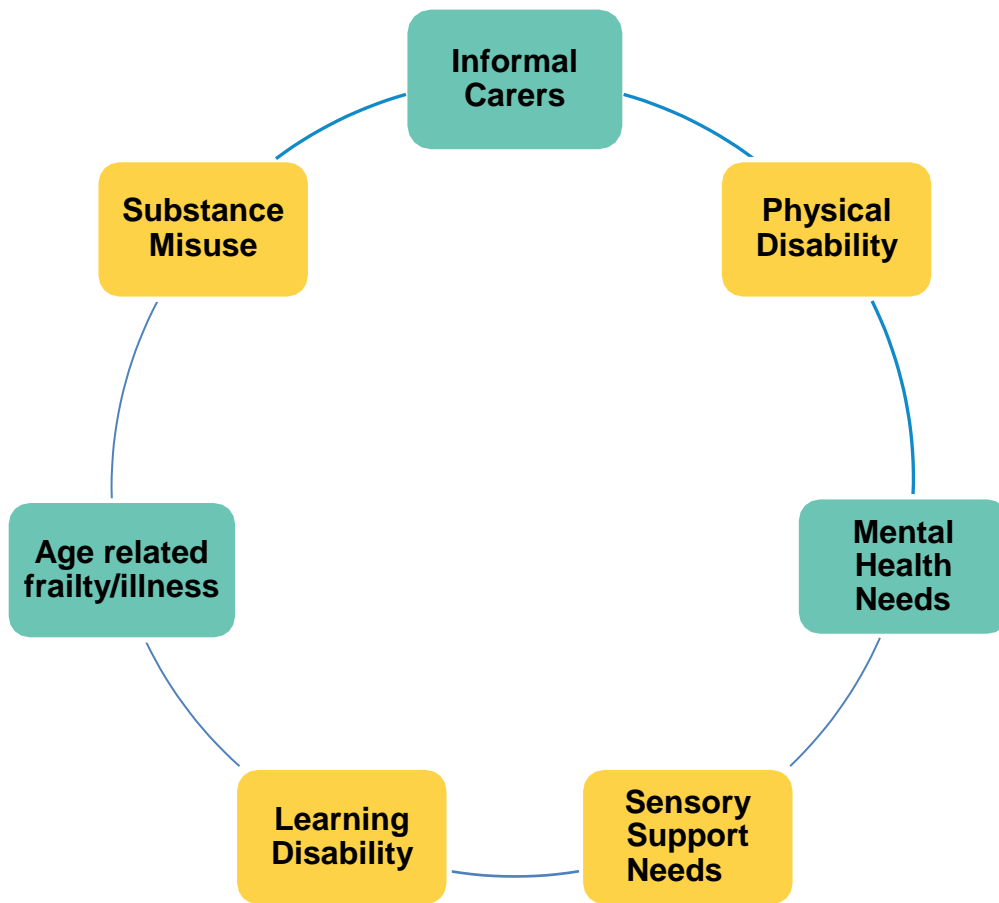 Informal
Carers
Physical
Disability
Mental
Health
Needs
Sensory
Support
Needs
Learning
Disability
Age related
frailty/illness
Substance
Misuse